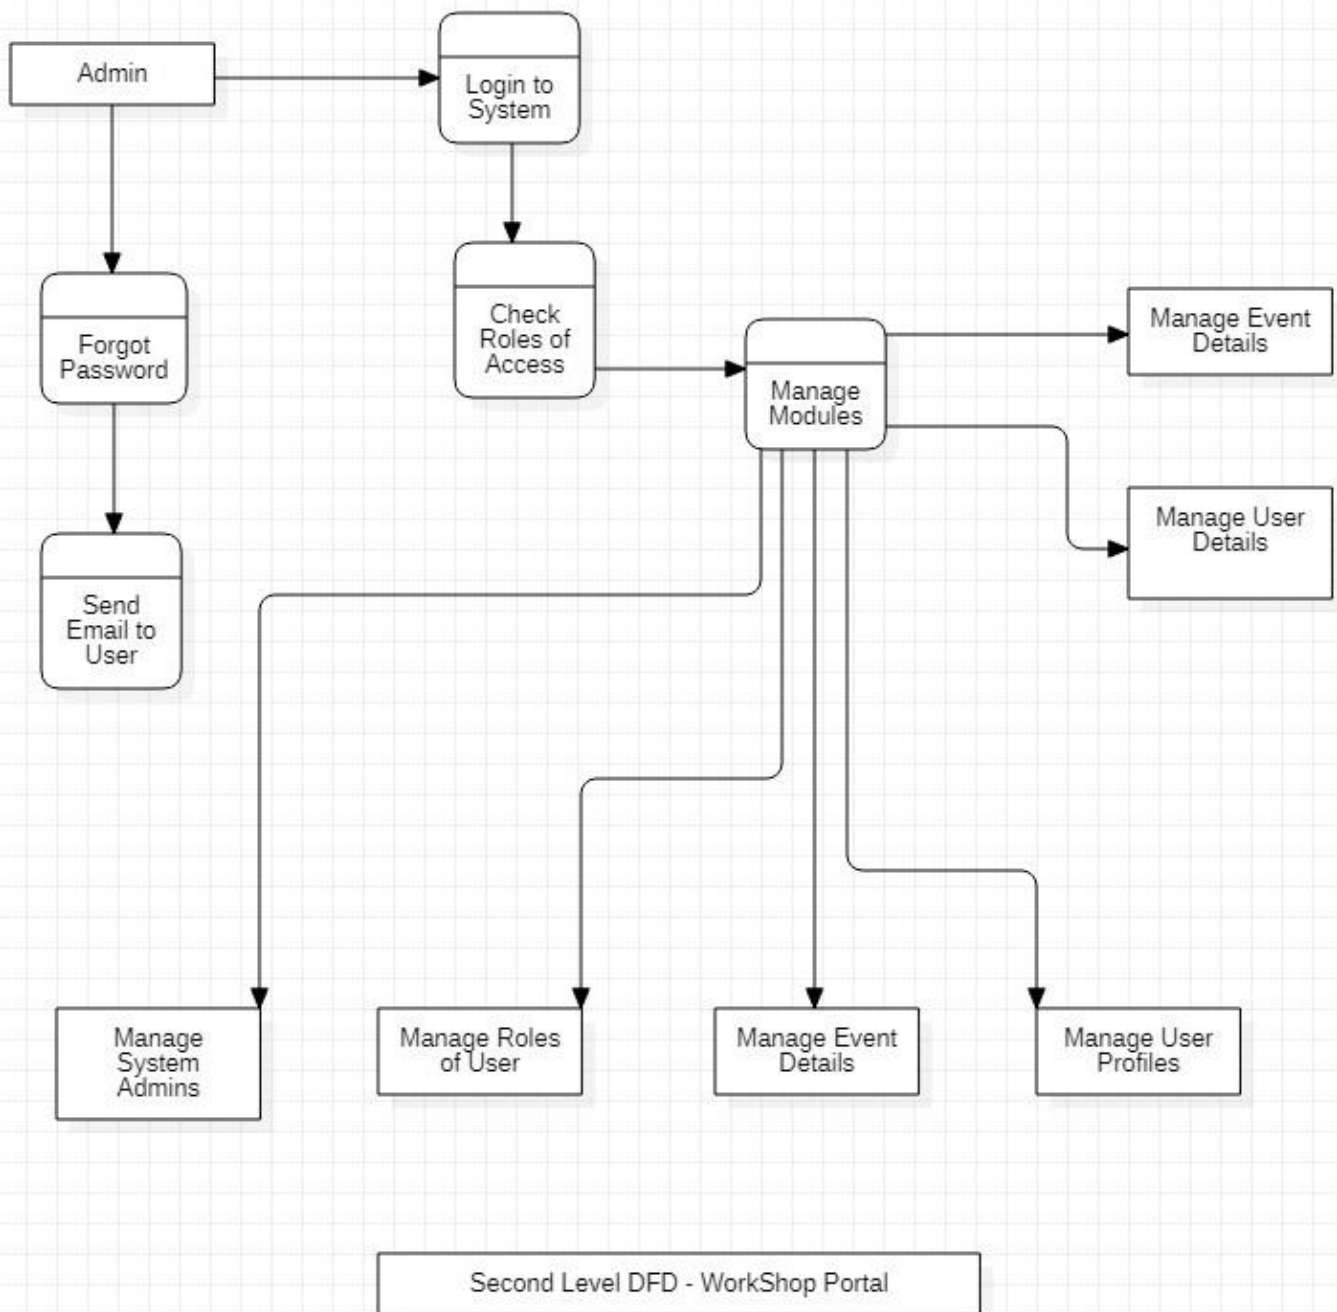 Admin
Login to
System
Check
Roles of
Access
Forgot
Password
Manage
Modules
Manage Event
Details
Manage User
Details
Send
Email to
User
Manage
System
Admins
Manage Roles
of User
Manage Event
Details
Manage User
Profiles
Second Level DFD - WorkShop Portal